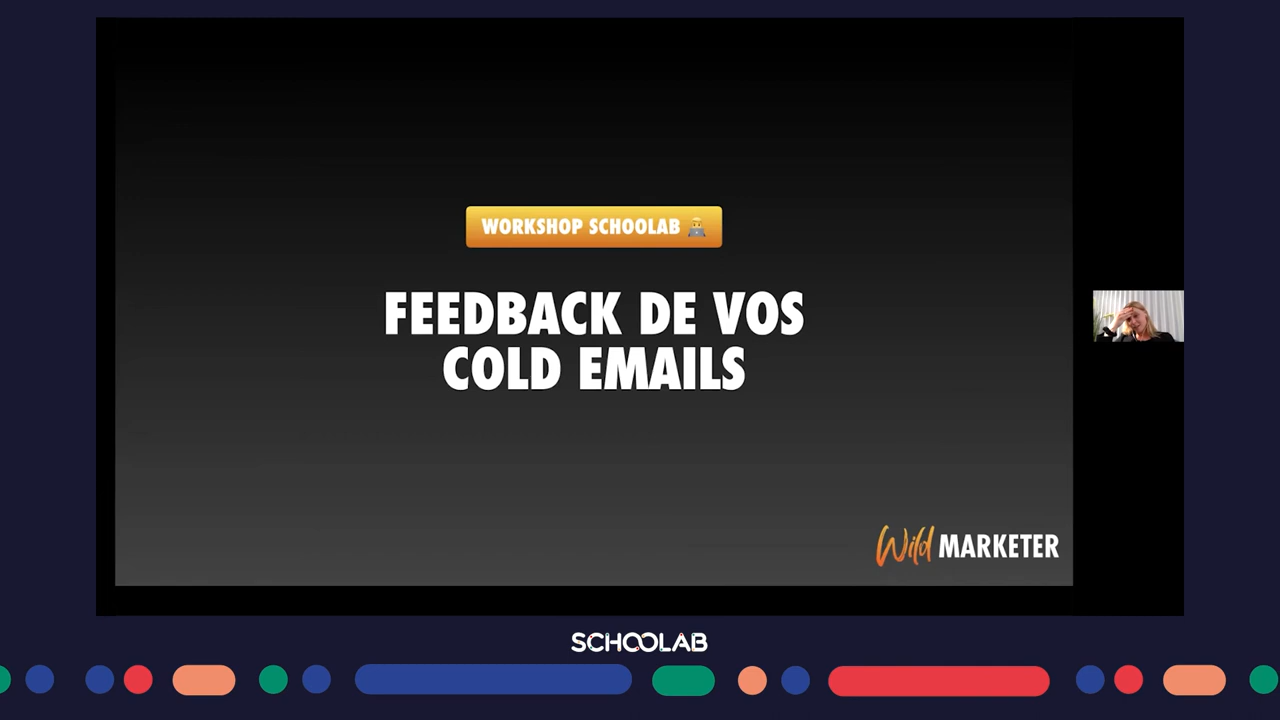 WORKSHOP SCHOOLAB
FEEDBACK DE VOS
COLD EMAILS
Wild MARKETER
SCHOOLAB